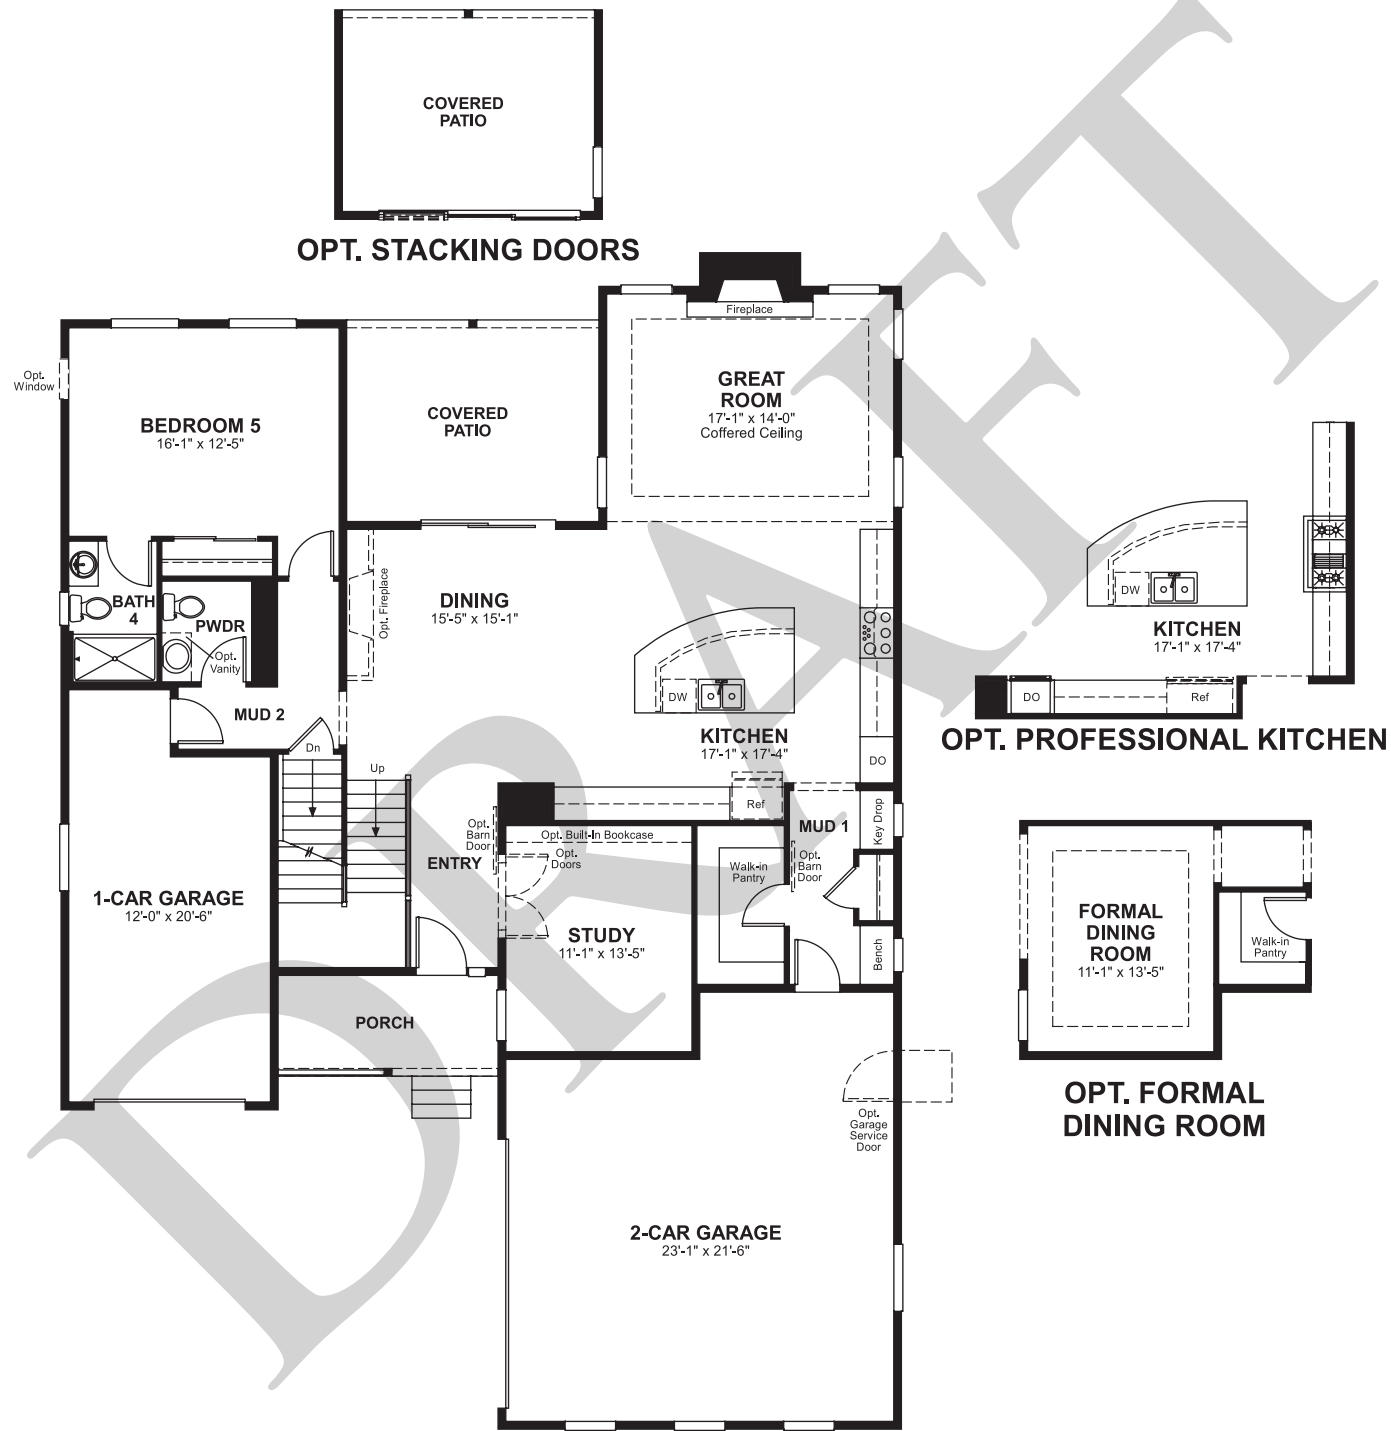 COVERED
PATIO
OPT. STACKING DOORS
Fireplace
GREAT
ROOM
17'-1" x 14'-0"
Coffered Ceiling
Opt.
Window
BEDROOM 5
16'-1" x 12'-5"
COVERED
PATIO
Opt. Fireplace
DINING
15'-5" x 15'-1"
BATH
4
PWDR
Opt.
Vanity
MUD 2
DW
KITCHEN
17'-1" x 17'-4"
DO
Dn
Up
Ref
Opt.
Barn
Door
ENTRY
Opt. Built-In Bookcase
Opt.
Doors
STUDY
11'-1" x 13'-5"
Walk-in
Pantry
MUD 1
Opt.
Barn
Door
Key Drop
Bench
1-CAR GARAGE
12'-0" x 20'-6"
PORCH
Opt.
Garage
Service
Door
2-CAR GARAGE
23'-1" x 21'-6"
DW
KITCHEN
17'-1" x 17'-4"
DO
Ref
OPT. PROFESSIONAL KITCHEN
FORMAL
DINING
ROOM
11'-1" x 13'-5"
Walk-in
Pantry
OPT. FORMAL
DINING ROOM
DRAFT